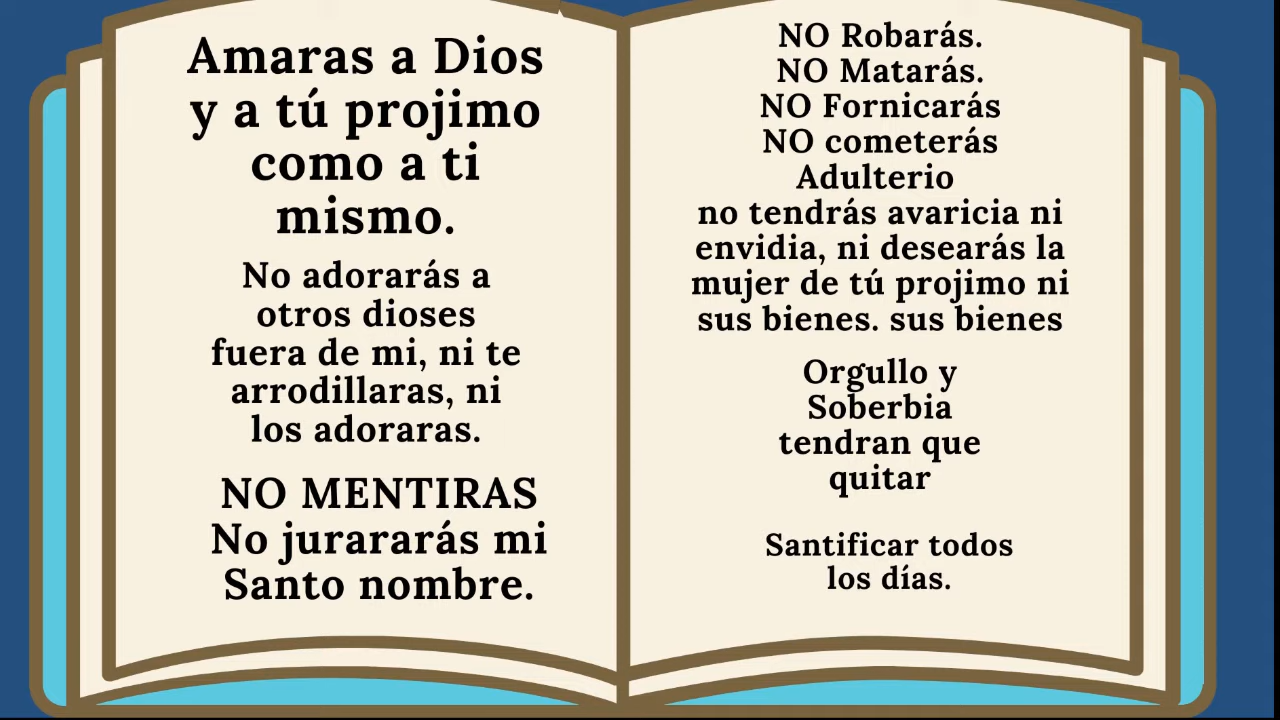 Amaras a Dios
y a tú projimo
como a ti
mismo.
No adorarás a
otros dioses
fuera de mi, ni te
arrodillaras, ni
los adoraras.
NO MENTIRAS
No jurararás mi
Santo nombre.
NO Robarás.
NO Matarás.
NO Fornicarás
NO cometerás
Adulterio
no tendrás avaricia ni
envidia, ni desearás la
mujer de tú projimo ni
sus bienes. sus bienes
Orgullo y
Soberbia
tendran que
quitar
Santificar todos
los días.